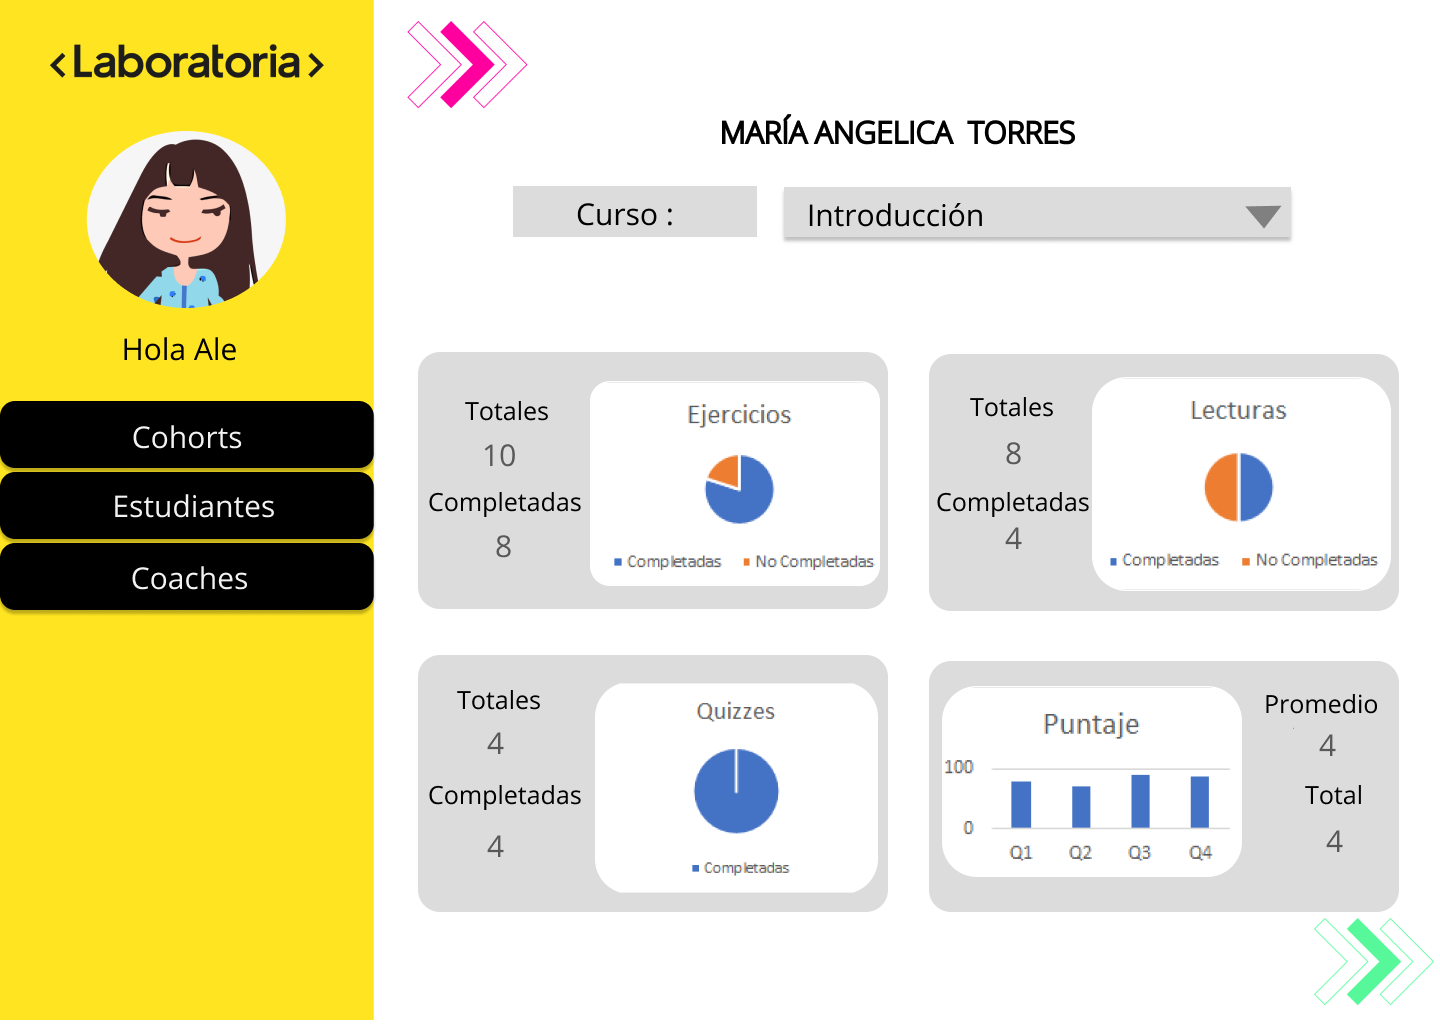 <Laboratoria>
Hola Ale
Cohorts
Estudiantes
Coaches
MARÍA ANGELICA TORRES
Curso :
Introducción
Totales
10
Completadas
8
Ejercicios
Completadas No Completadas
Totales
8
Completadas
4
Lecturas
Completadas No Completadas
Totales
4
Completadas
4
Quizzes
Completadas
Puntaje
100
0
Q1 Q2 Q3 Q4
Promedio
4
Total
4